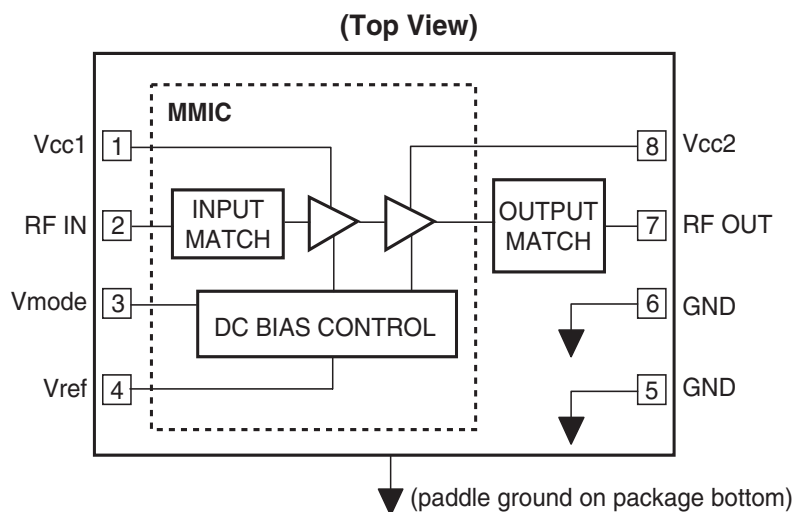 (Top View)
MMIC
Vcc1
1
8
Vcc2
RF IN
2
INPUT
MATCH
OUTPUT
MATCH
7
RF OUT
Vmode
3
DC BIAS CONTROL
6
GND
Vref
4
5
GND
(paddle ground on package bottom)